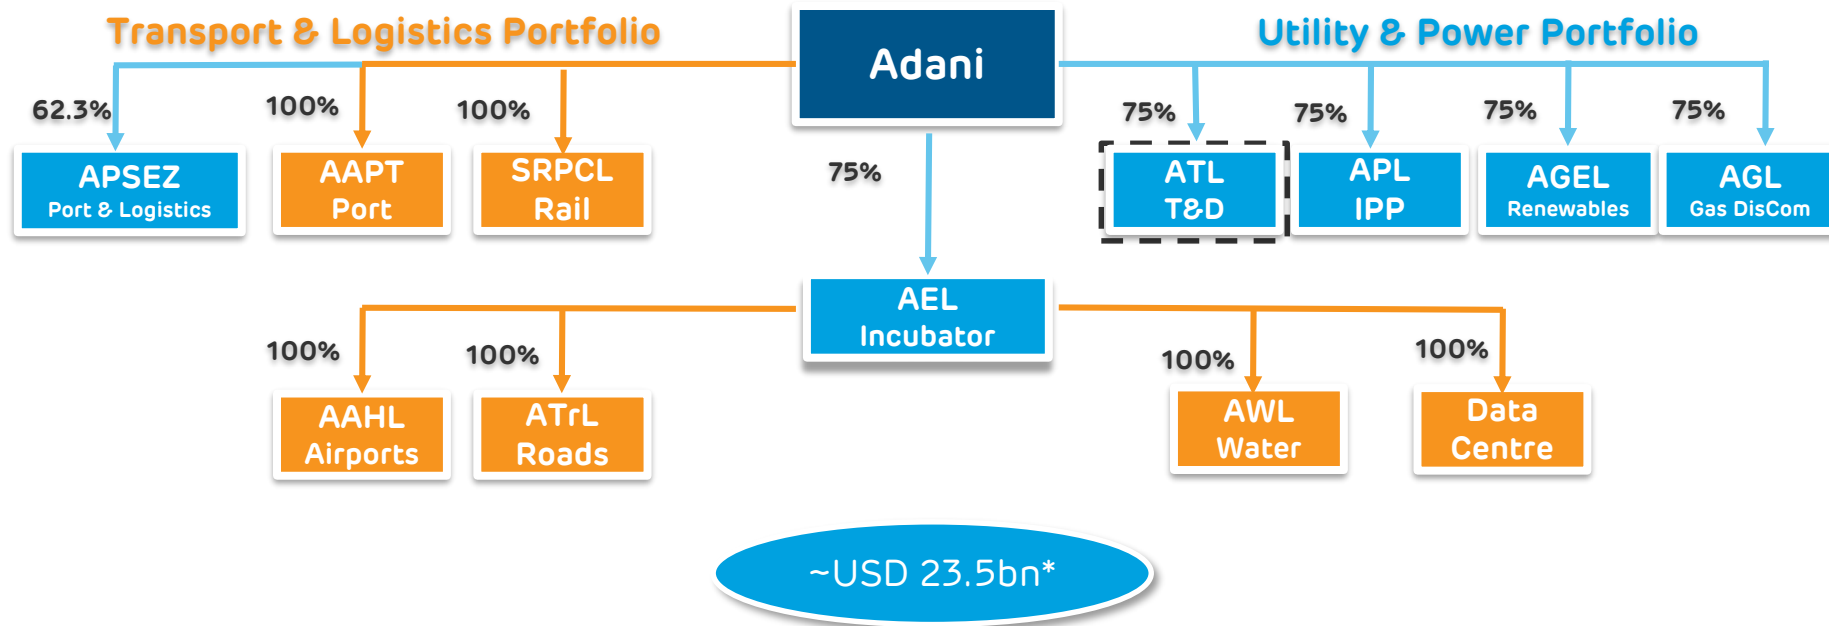 Transport & Logistics Portfolio
Adani
Utility & Power Portfolio
62.3%
100%
100%
75%
75%
75%
75%
75%
APSEZ
Port & Logistics
AAPT
Port
SRPCL
Rail
ATL
T&D
APL
IPP
AGEL
Renewables
AGL
Gas DisCom
AEL
Incubator
100%
100%
100%
100%
AAHL
Airports
ATrL
Roads
AWL
Water
Data
Centre
~USD 23.5bn*